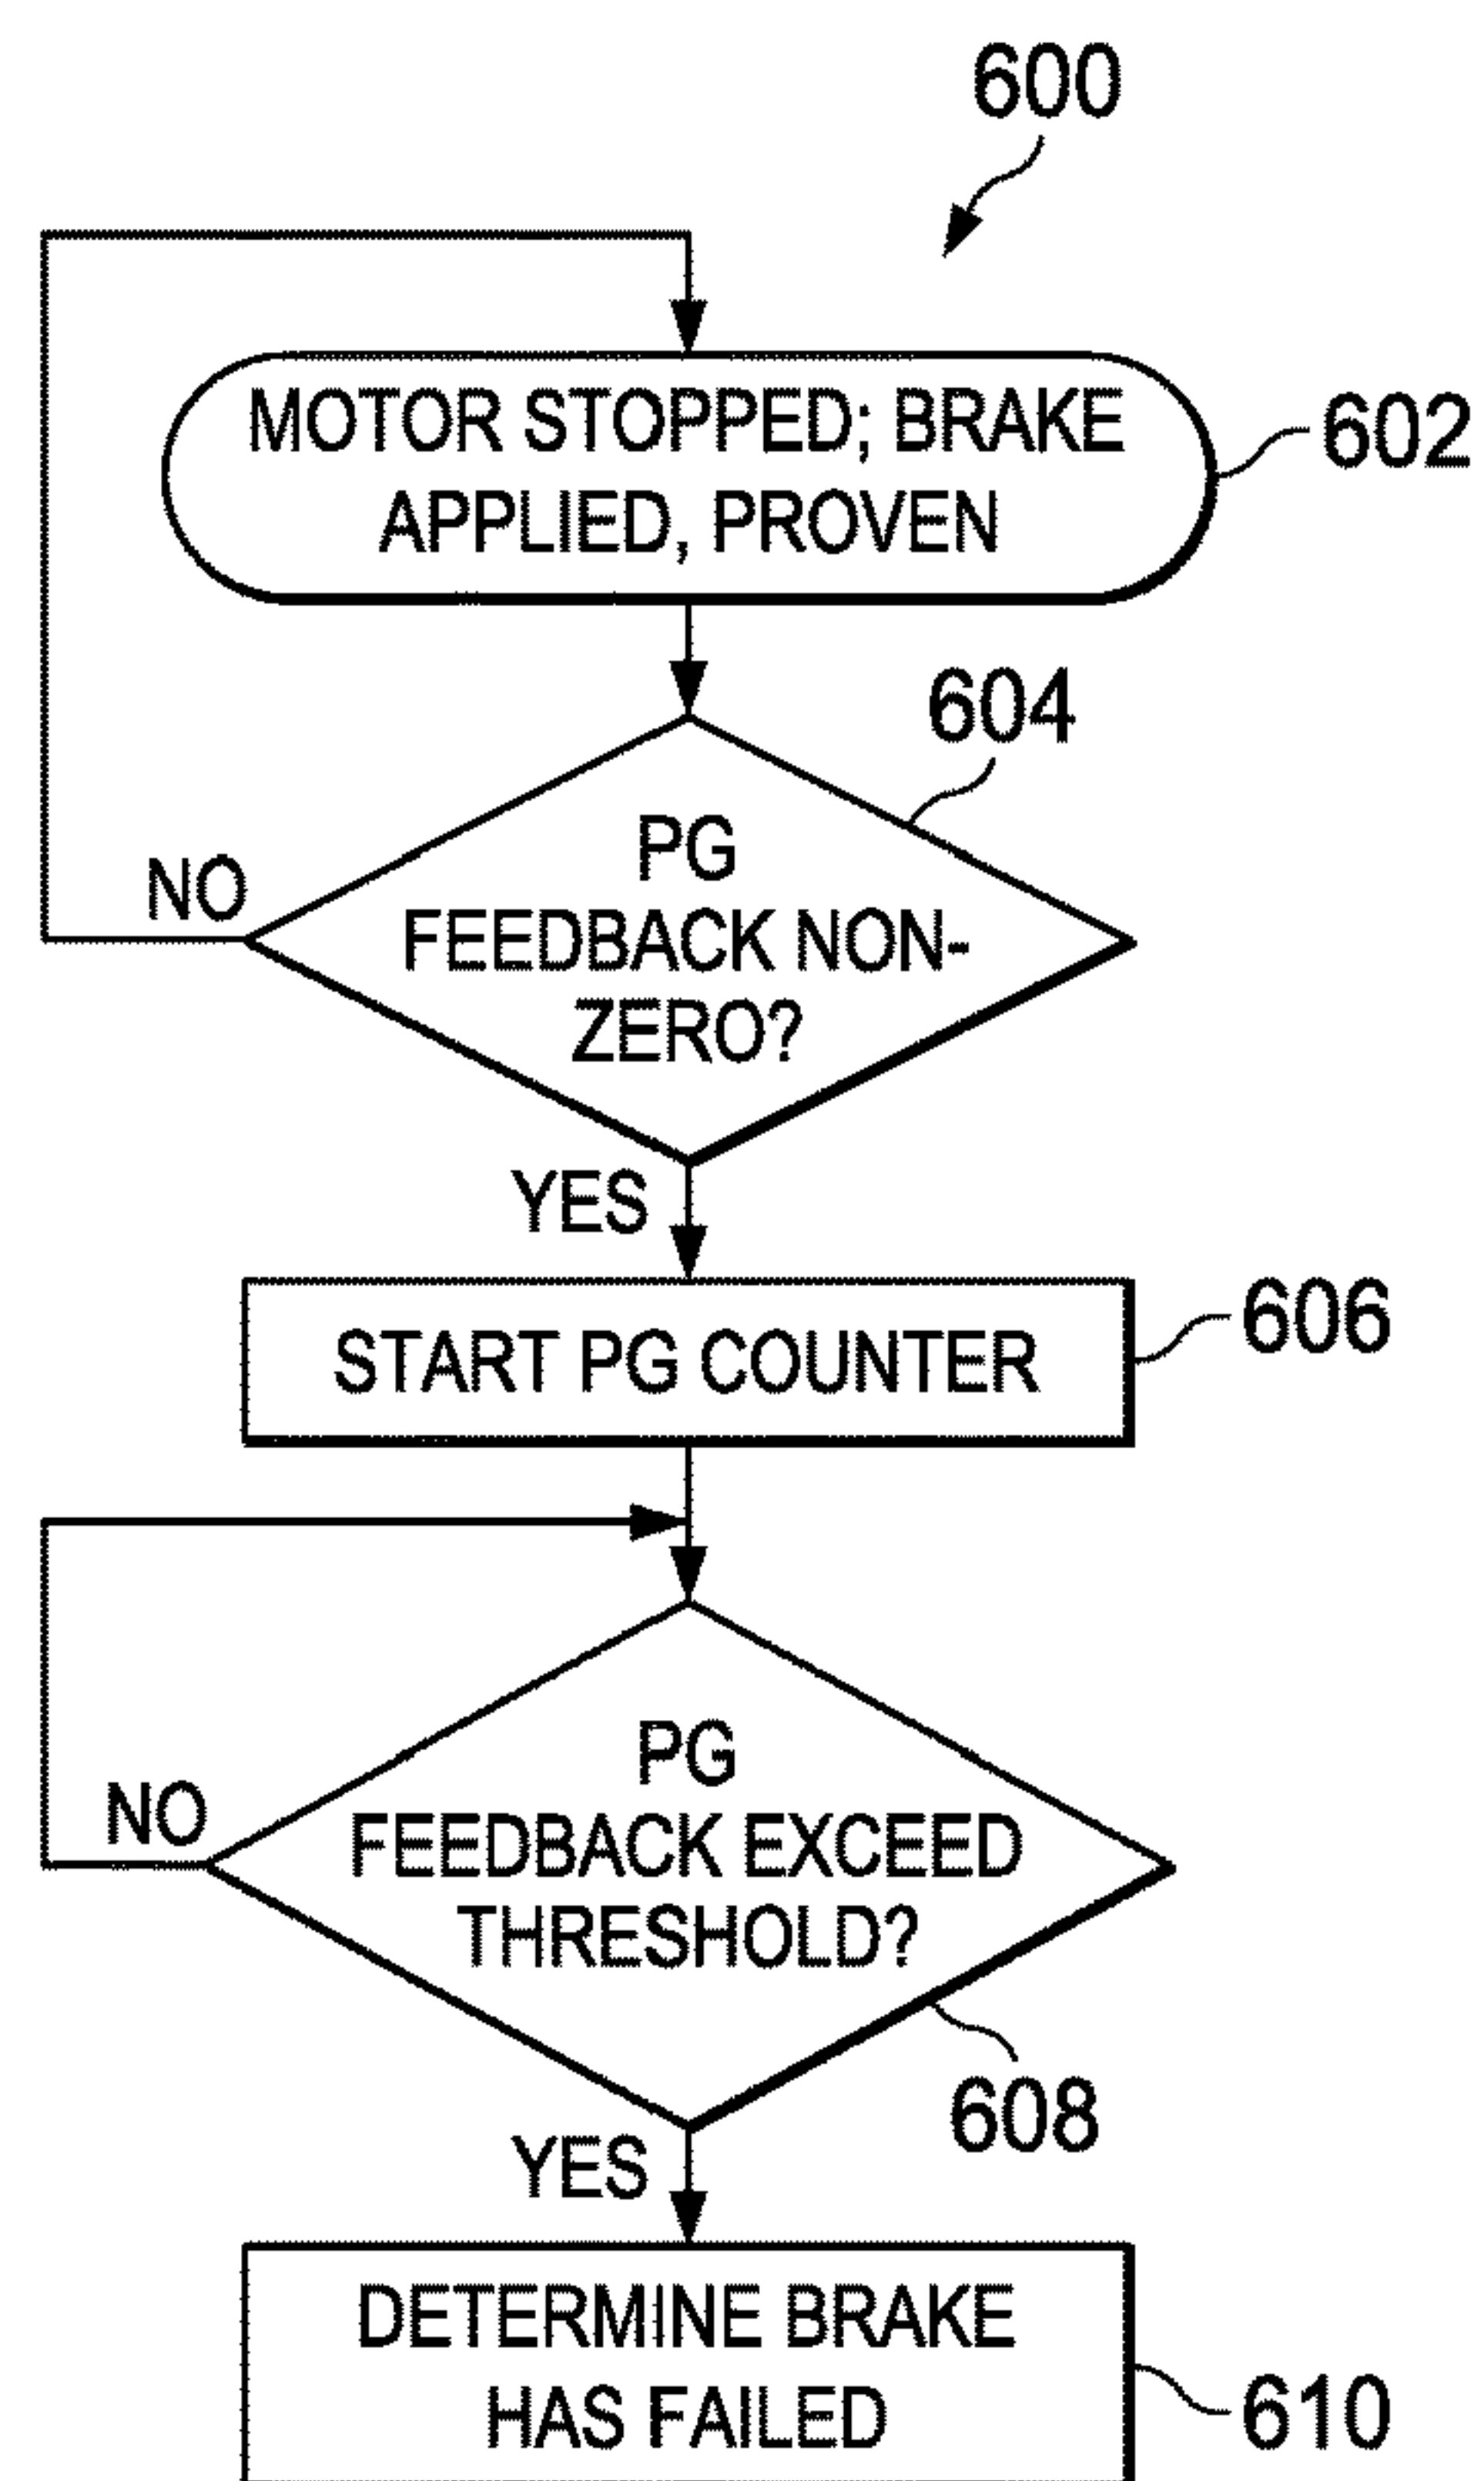 600
MOTOR STOPPED; BRAKE
APPLIED, PROVEN
602
604
PG
FEEDBACK NON-
ZERO?
NO
YES
START PG COUNTER
606
PG
FEEDBACK EXCEED
THRESHOLD?
NO
608
YES
DETERMINE BRAKE
HAS FAILED
610